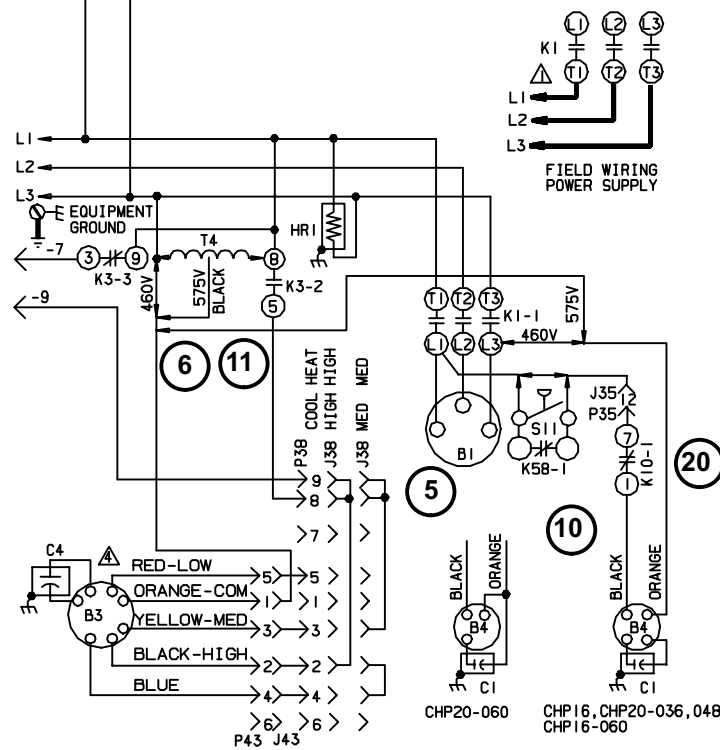 L1 L2 L3
K1
1
T1 T2 T3
L1
L2
L3
FIELD WIRING
POWER SUPPLY
L1
L2
L3
EQUIPMENT
GROUND
HR1
-7
3
9
K3-3
T4
8
K3-2
5
460V
575V
BLACK
-9
6
11
T1 T2 T3
K1-1
L1 L2 L3
460V
575V
B1
S11
K58-1
J35
12
P35
7
K10-1
1
20
5
10
P38
COOL HEAT
J38 HIGH HIGH
J38 MED MED
9
8
7
C4
4
B3
RED-LOW
5 5
ORANGE-COM
1 1
YELLOW-MED
3 3
BLACK-HIGH
2 2
BLUE
4 4
6 6
P43 J43
BLACK
ORANGE
B4
C1
CHP20-060
BLACK
ORANGE
B4
C1
CHP16,CHP20-036,048
CHP16-060